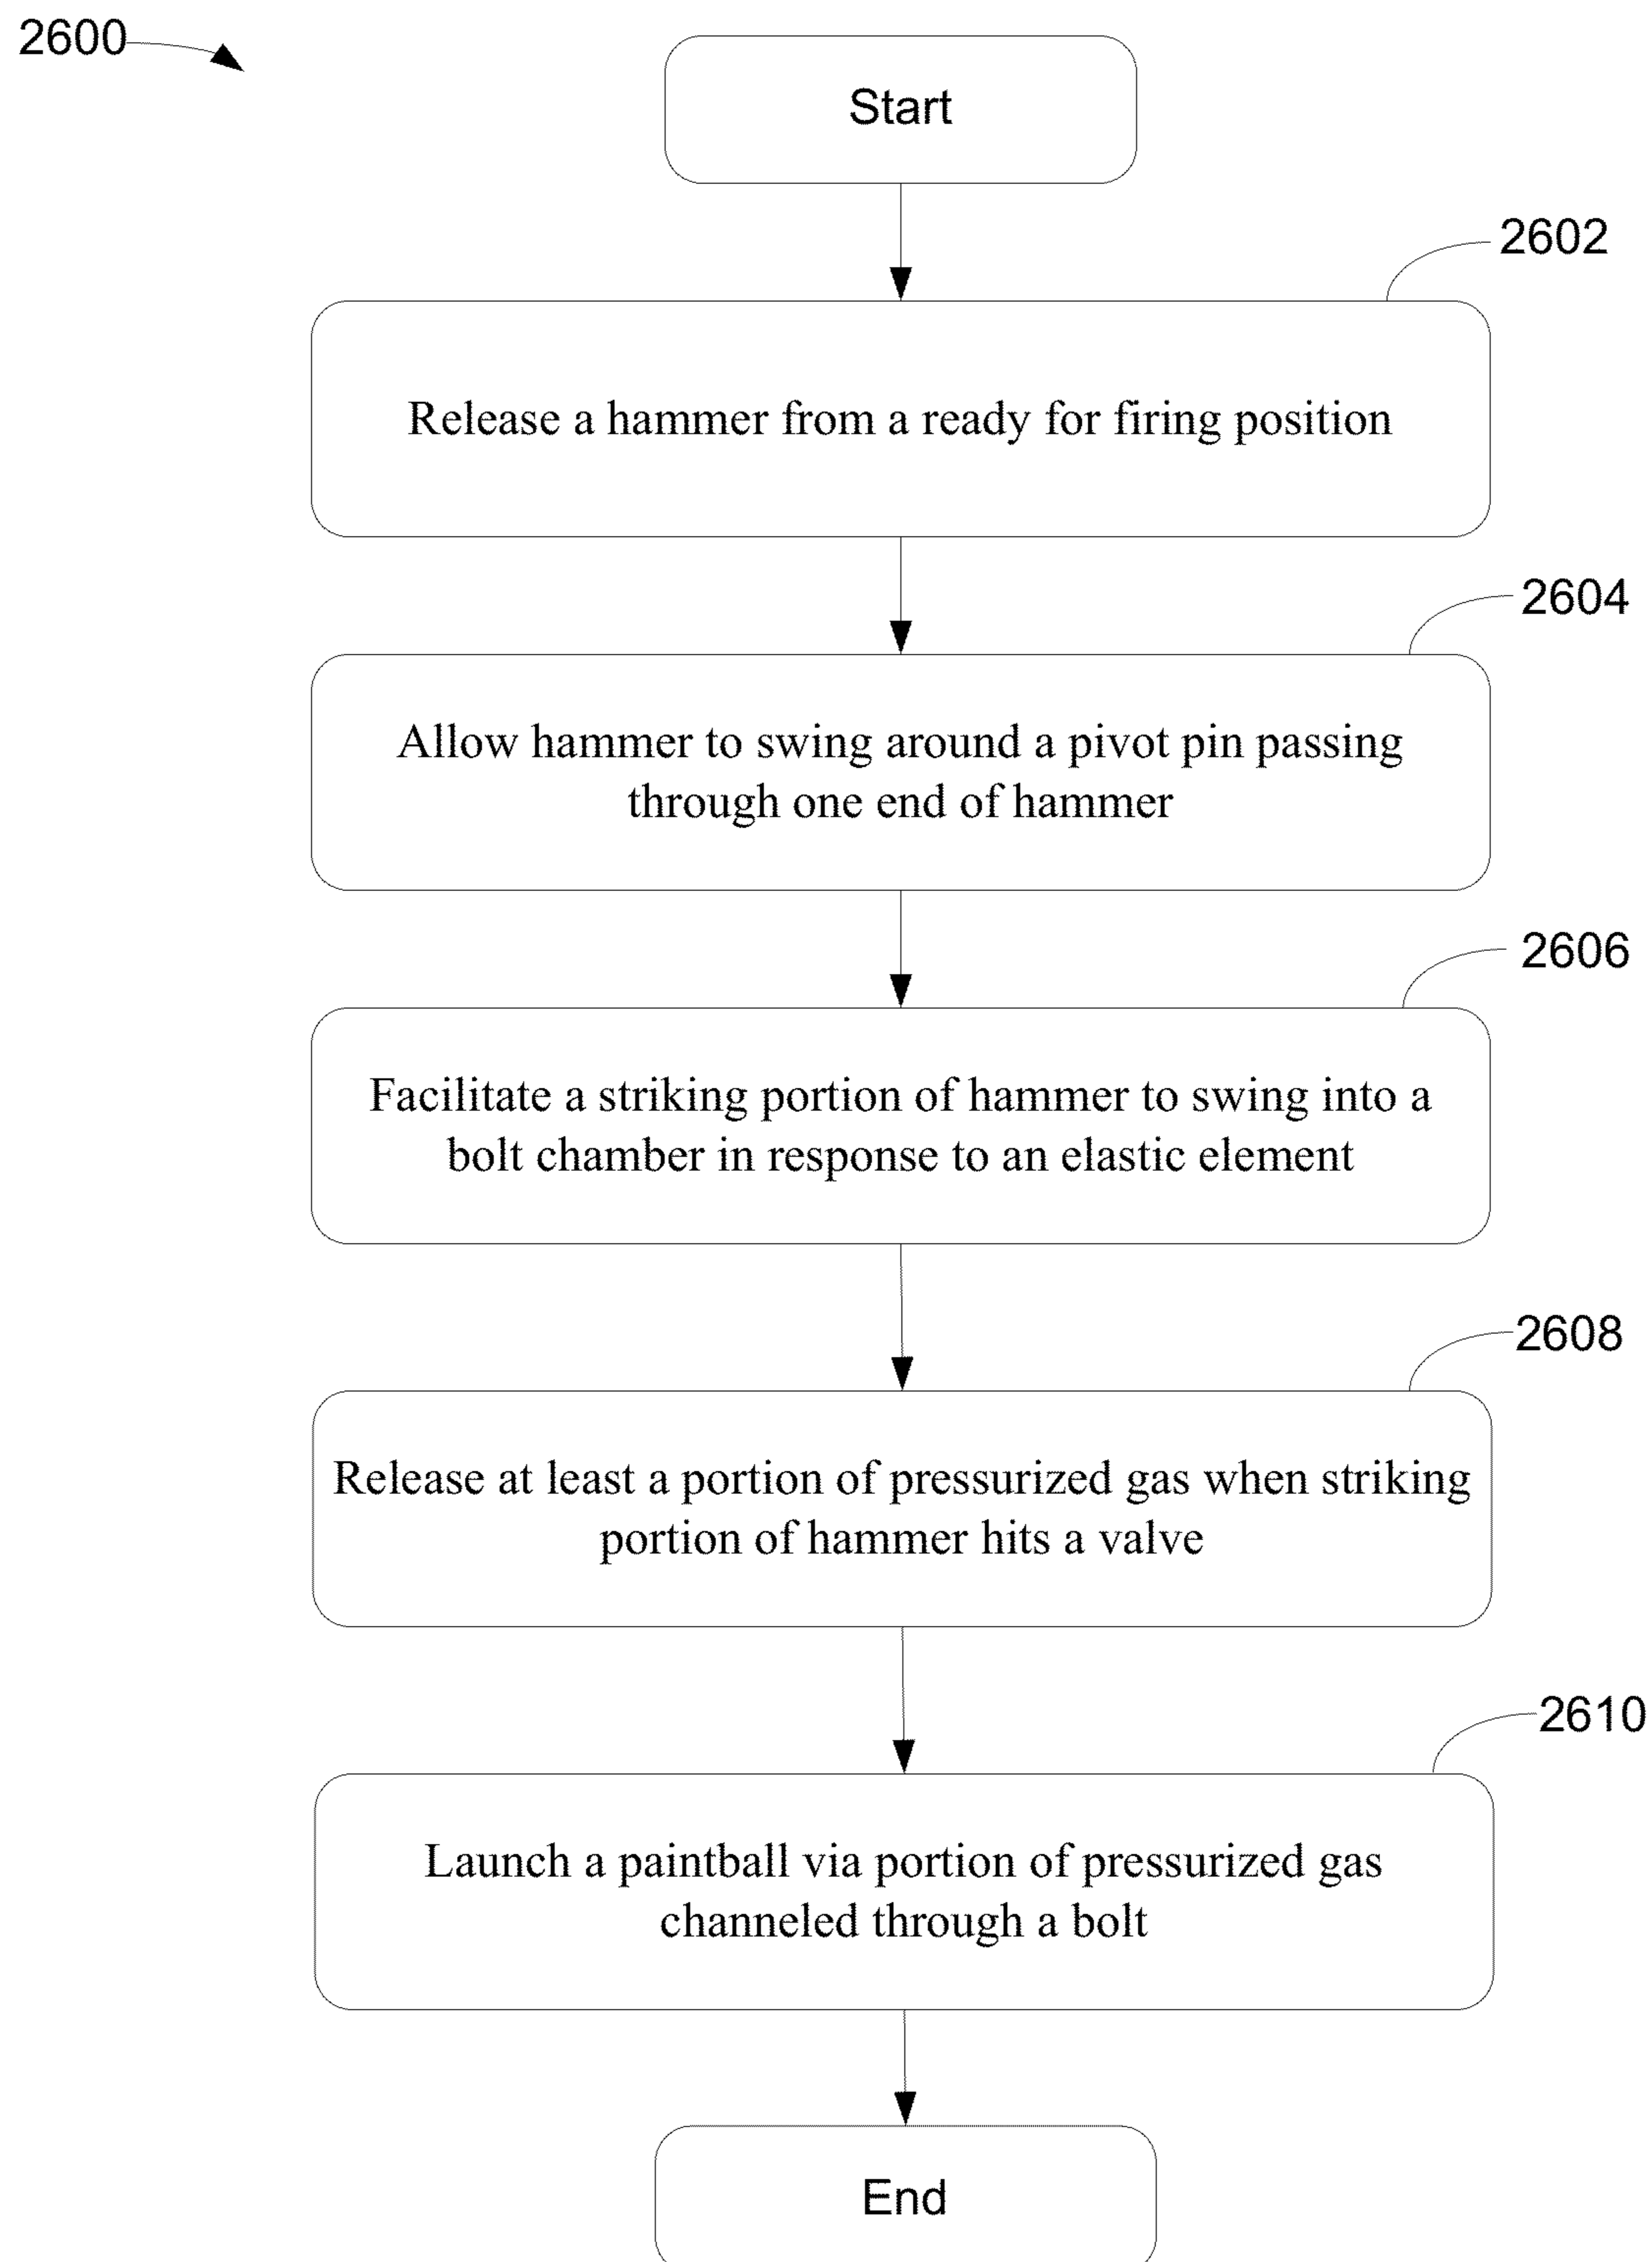 2600
Start
2602
Release a hammer from a ready for firing position
2604
Allow hammer to swing around a pivot pin passing
through one end of hammer
2606
Facilitate a striking portion of hammer to swing into a
bolt chamber in response to an elastic element
2608
Release at least a portion of pressurized gas when striking
portion of hammer hits a valve
2610
Launch a paintball via portion of pressurized gas
channeled through a bolt
End